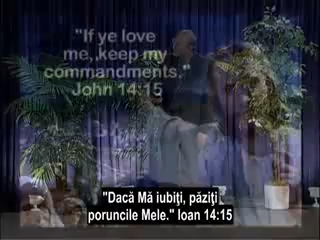 "If ye love
me,,keep my
commandments."
John 14:15
"Dacă Mă iubiţi, păziţi
poruncile Mele." Ioan 14:15